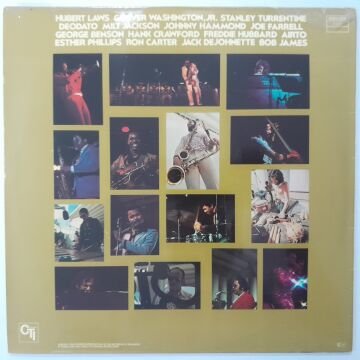 HUBERT LAWS GROVER WASHINGTON, JR. STANLEY TURRENTINE
DEODATO MILT JACKSON JOHNNY HAMMOND JOE FARRELL
GEORGE BENSON HANK CRAWFORD FREDDIE HUBBARD AIRTO
ESTHER PHILLIPS RON CARTER JACK DEJOHNETTE BOB JAMES
CTI